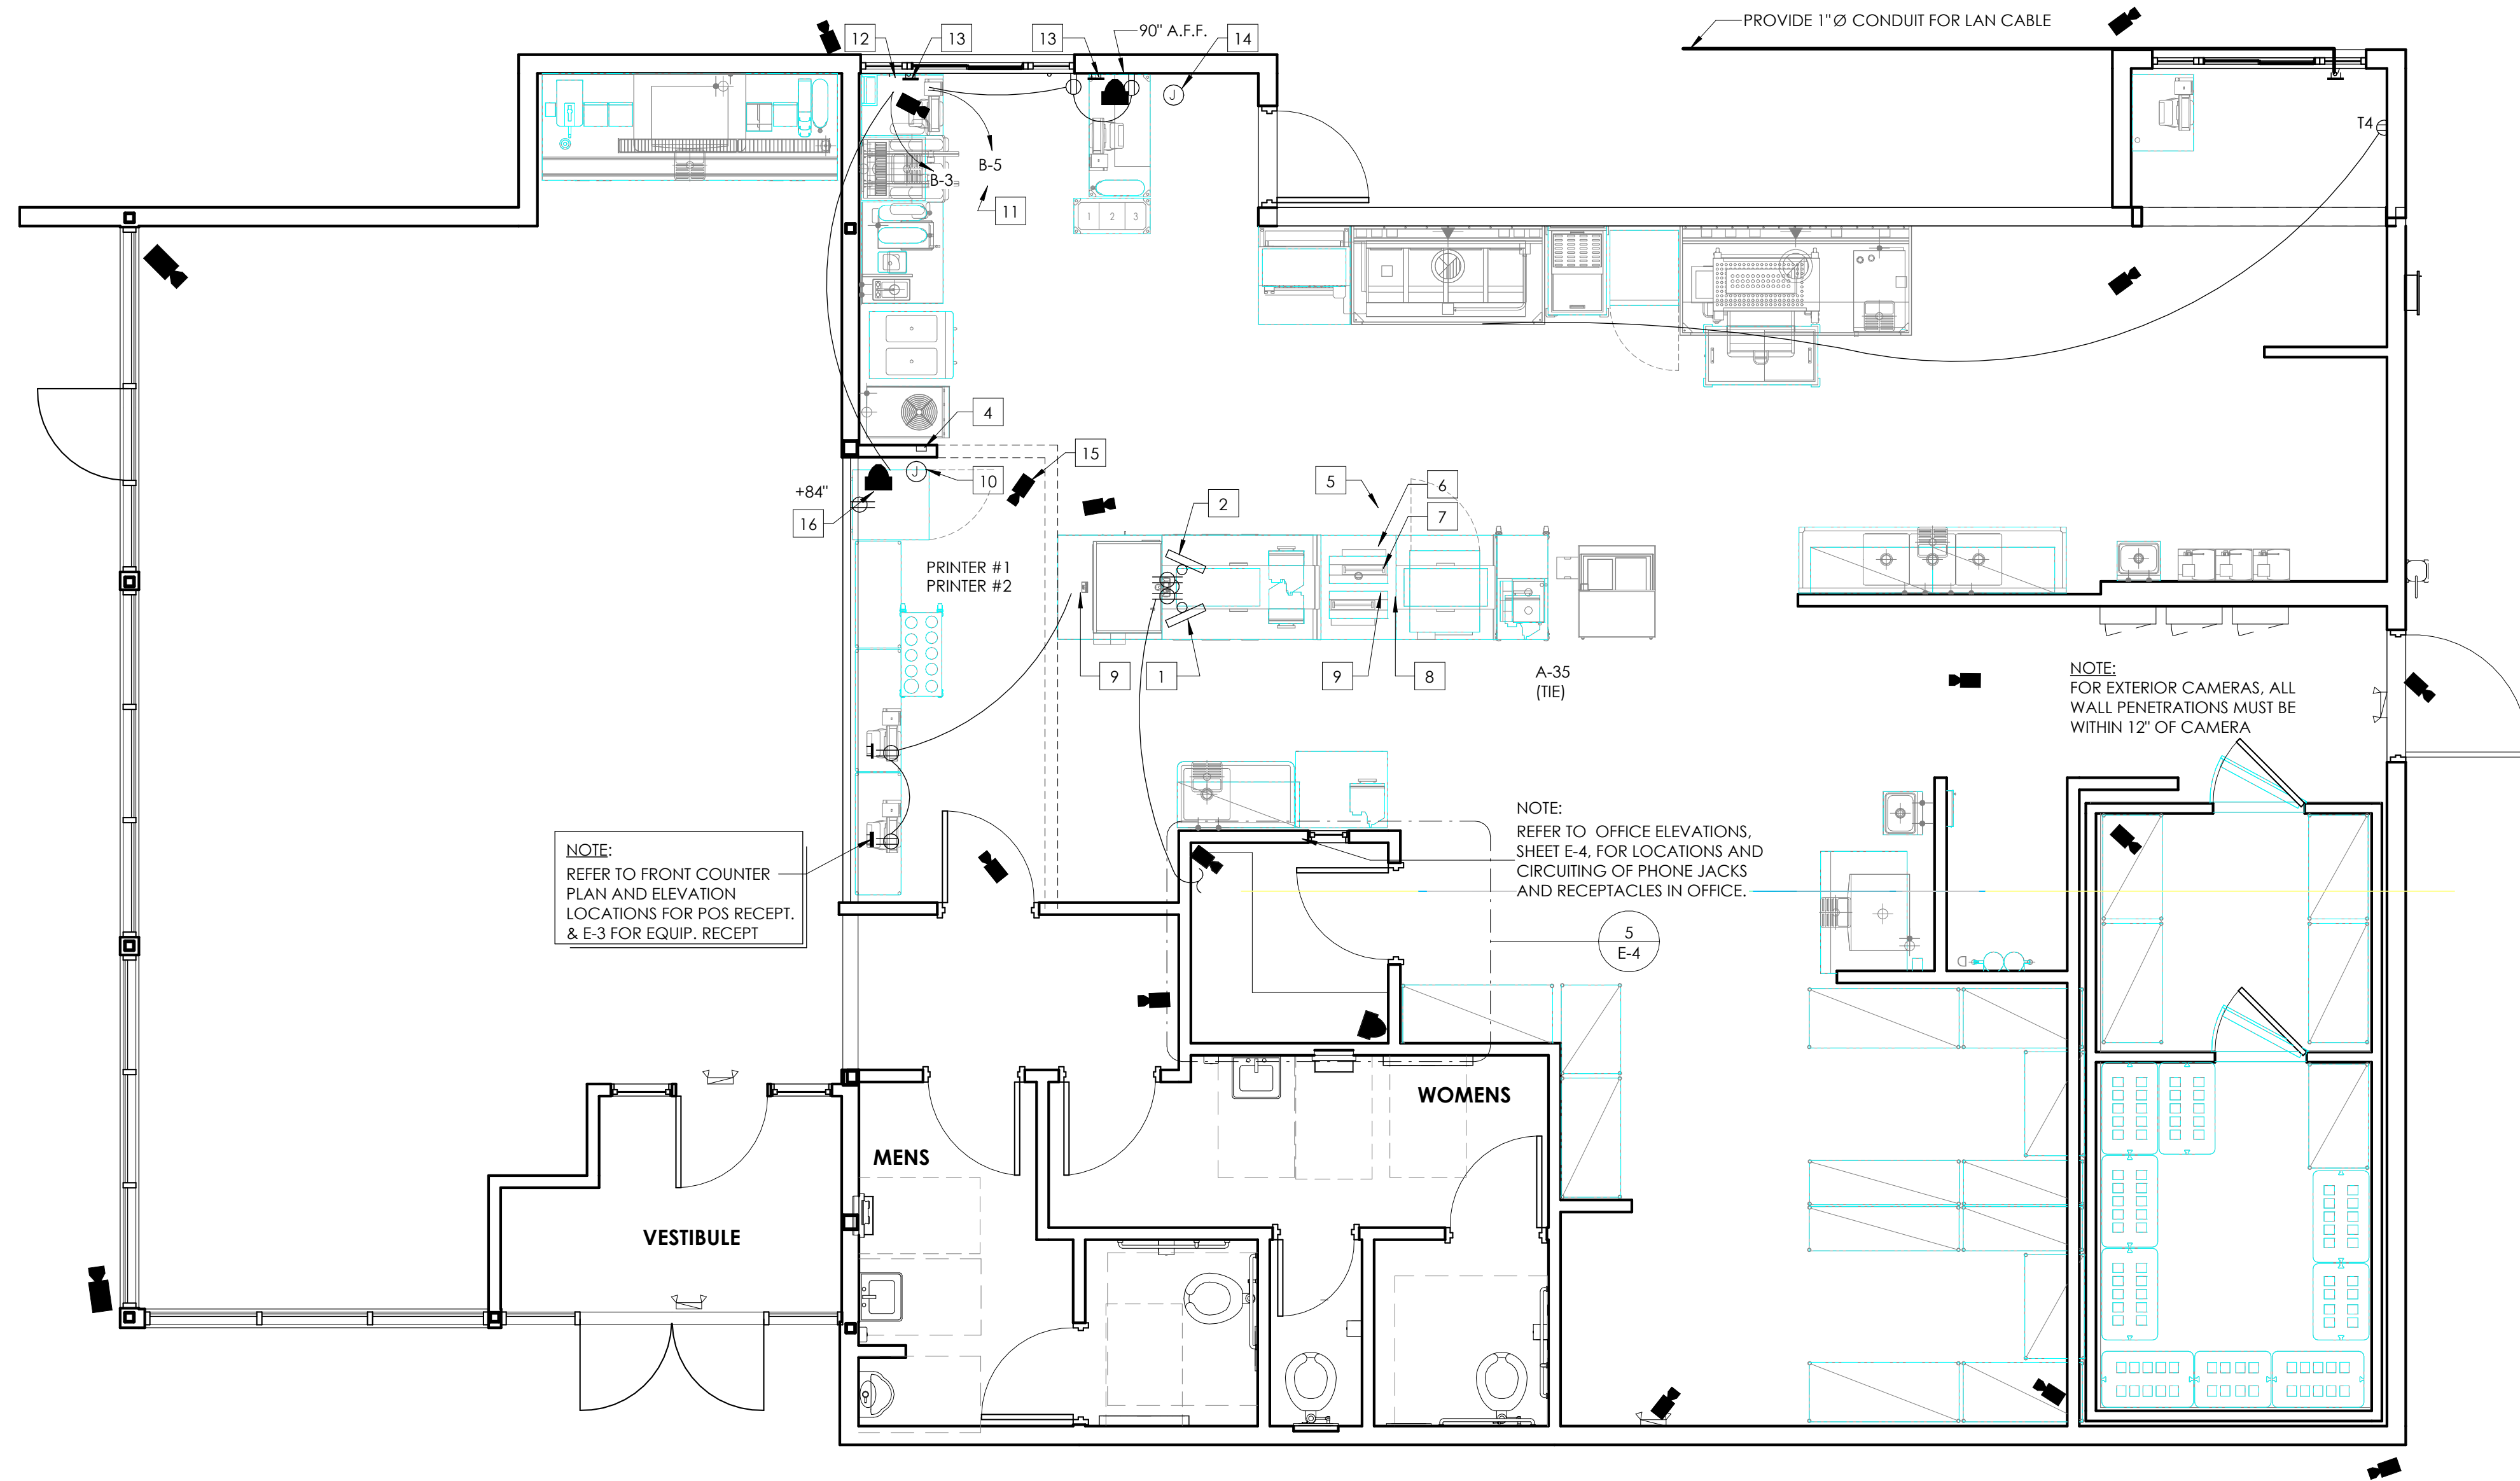 PROVIDE 1"Ø CONDUIT FOR LAN CABLE
12
13
13
90" A.F.F.
14
J
T4
B-5
B-3
11
1 2 3
4
15
J
10
+84"
16
5
6
7
2
PRINTER #1
PRINTER #2
9
1
9
8
A-35
(TIE)
NOTE:
FOR EXTERIOR CAMERAS, ALL
WALL PENETRATIONS MUST BE
WITHIN 12" OF CAMERA
NOTE:
REFER TO OFFICE ELEVATIONS,
SHEET E-4, FOR LOCATIONS AND
CIRCUITING OF PHONE JACKS
AND RECEPTACLES IN OFFICE.
NOTE:
REFER TO FRONT COUNTER
PLAN AND ELEVATION
LOCATIONS FOR POS RECEPT.
& E-3 FOR EQUIP. RECEPT
5
E-4
WOMENS
MENS
VESTIBULE